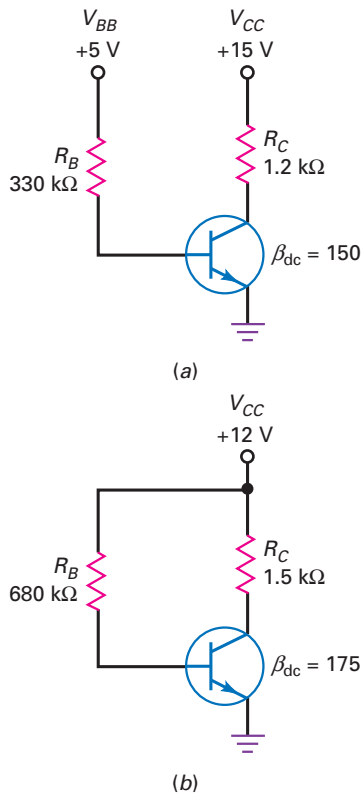 V_BB V_CC
+5 V +15 V
R_B R_C
330 kΩ 1.2 kΩ
β_dc = 150
(a)
V_CC
+12 V
R_B R_C
680 kΩ 1.5 kΩ
β_dc = 175
(b)